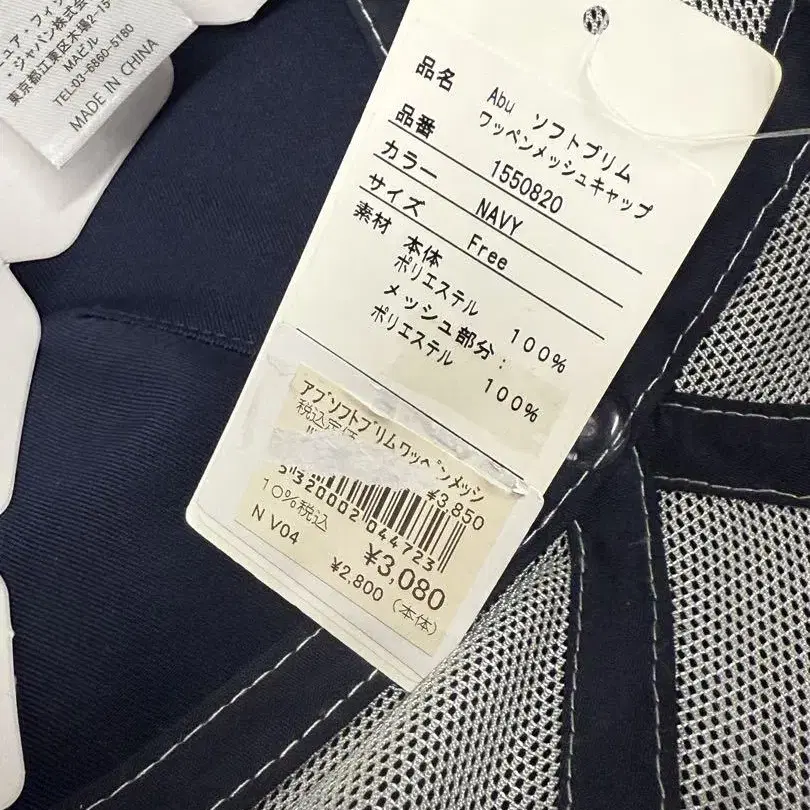 ュア・フィッ
・ジャパン株式会
東京都江東区木場2-15
MAビル
TEL:03-6860-5180
MADE IN CHINA
品名 Abu ソフトブリム
ワッペンメッシュキャップ
品番 1550820
カラー NAVY
サイズ Free
素材 本体
ポリエステル 100%
メッシュ部分:
ポリエステル 100%
アブソフトブリムワッペンメッシ
税込定価
¥3,850
5320002044723
10%税込
NV04 ¥3,080
¥2,800 (本体)